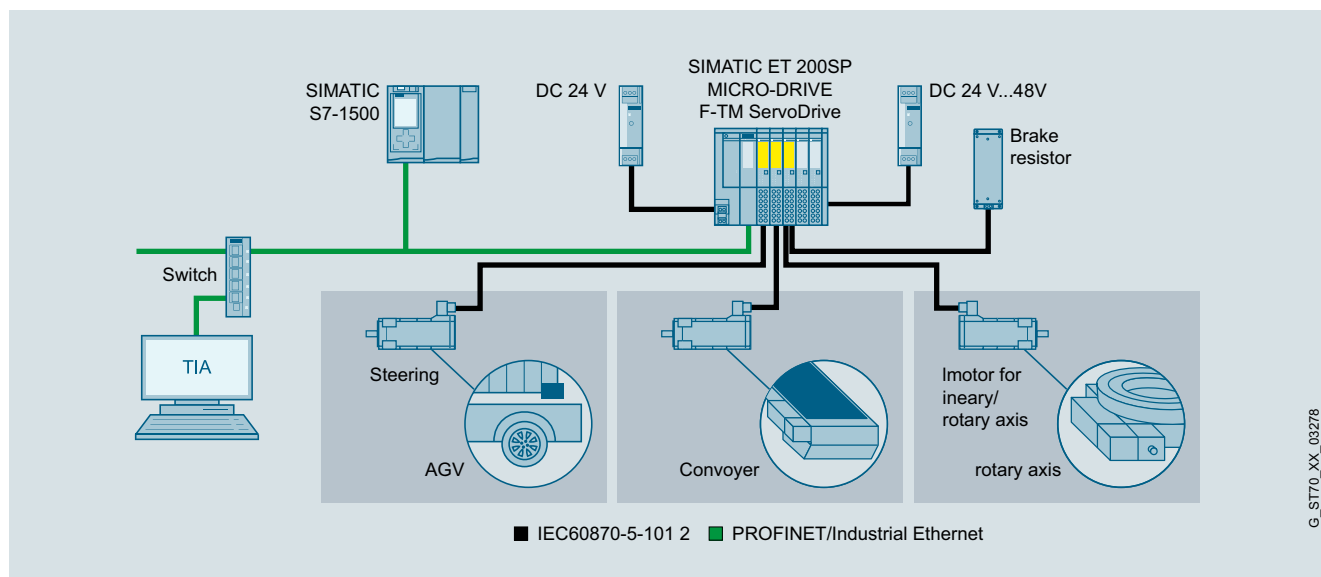 SIMATIC
S7-1500
DC 24 V
SIMATIC ET 200SP
MICRO-DRIVE
F-TM ServoDrive
DC 24 V...48V
Brake
resistor
Switch
TIA
Steering
AGV
Convoyer
Imotor for
ineary/
rotary axis
rotary axis
IEC60870-5-101 2
PROFINET/Industrial Ethernet
G_ST70_XX_03278